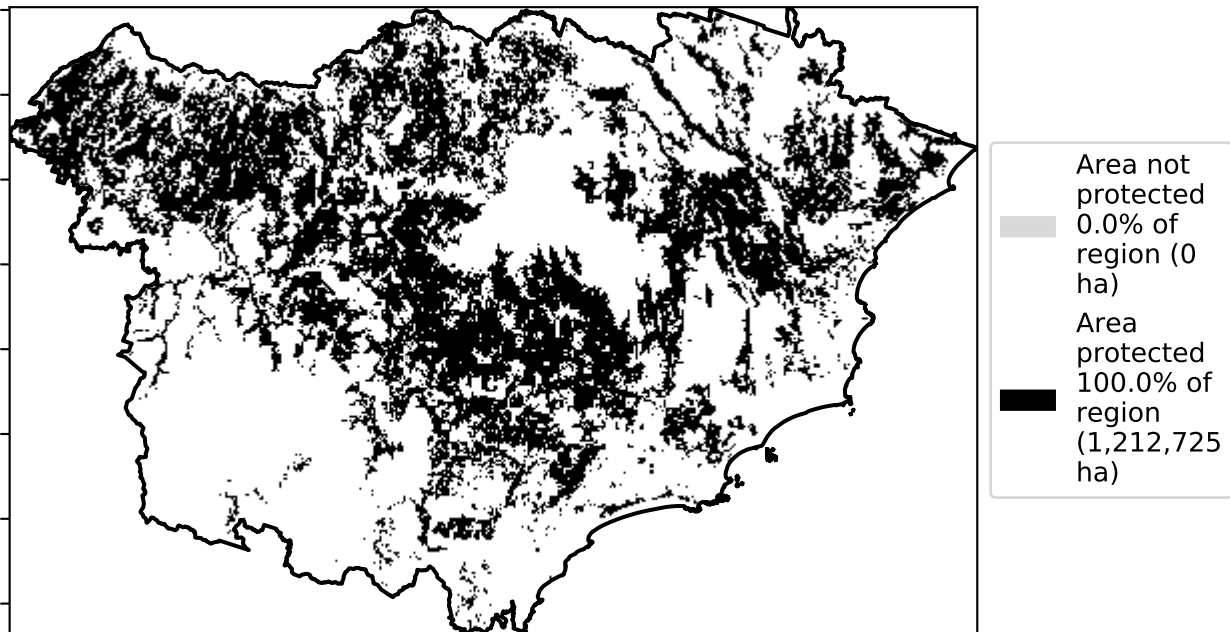 Area not
protected
0.0% of
region (0
ha)
Area
protected
100.0% of
region
(1,212,725
ha)